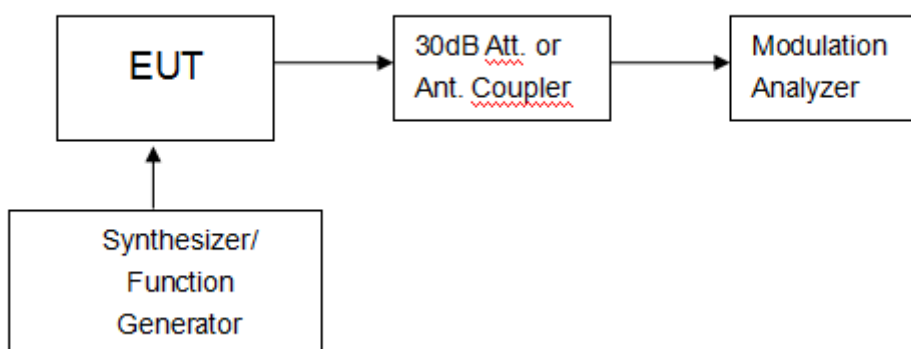 EUT
30dB Att. or
Ant. Coupler
Modulation
Analyzer
Synthesizer/
Function
Generator